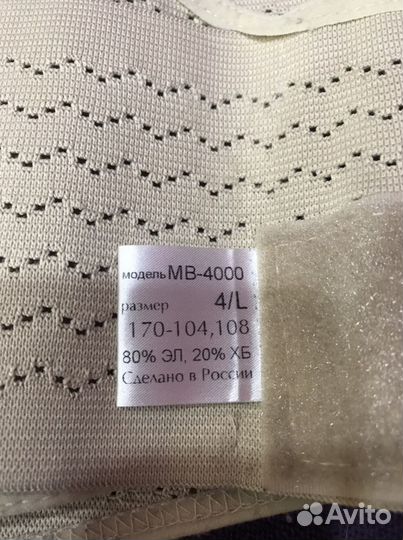 модель МВ-4000
размер 4/L
170-104,108
80% ЭЛ, 20% ХБ
Сделано в России
Avito